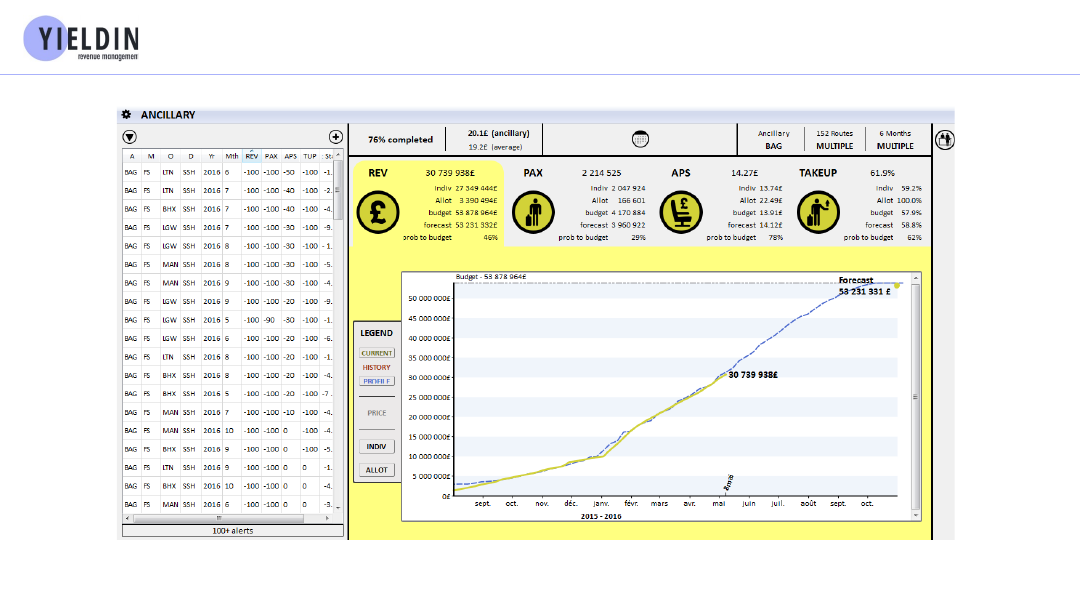 YIELDIN
revenue management
ANCILLARY
A M O D Yr Mth REV PAX APS TUP
BAG FS LTN SSH 2016 6 -100 -100 -50 -100 -1.
BAG FS LTN SSH 2016 7 -100 -100 -40 -100 -2.
BAG FS BHX SSH 2016 7 -100 -100 -40 -100 -4.
BAG FS LGW SSH 2016 7 -100 -100 -30 -100 -9.
BAG FS LGW SSH 2016 8 -100 -100 -30 -100 -1.
BAG FS MAN SSH 2016 8 -100 -100 -30 -100 -5.
BAG FS MAN SSH 2016 9 -100 -100 -30 -100 -4.
BAG FS LGW SSH 2016 9 -100 -100 -20 -100 -9.
BAG FS LGW SSH 2016 5 -100 -90 -30 -100 -1.
BAG FS LGW SSH 2016 6 -100 -100 -20 -100 -6.
BAG FS LTN SSH 2016 8 -100 -100 -20 -100 -1.
BAG FS BHX SSH 2016 8 -100 -100 -20 -100 -4.
BAG FS BHX SSH 2016 5 -100 -100 -20 -100 -7.
BAG FS MAN SSH 2016 7 -100 -100 -10 -100 -4.
BAG FS MAN SSH 2016 10 -100 -100 0 -100 -4.
BAG FS BHX SSH 2016 9 -100 -100 0 -100 -5.
BAG FS LTN SSH 2016 9 -100 -100 0 0 -1.
BAG FS BHX SSH 2016 10 -100 -100 0 0 -4.
BAG FS MAN SSH 2016 6 -100 -100 0 0 -3.
100+ alerts
76% completed
20.1£ (ancillary)
19.2£ (average)
Ancillary
BAG
152 Routes
MULTIPLE
6 Months
MULTIPLE
REV 30 739 938£
Indiv 27 349 444£
Allot 3 390 494£
budget 53 878 964£
forecast 53 231 332£
prob to budget 46%
PAX 2 214 525
Indiv 2 047 924
Allot 166 601
budget 4 170 884
forecast 3 960 922
prob to budget 29%
APS 14.27£
Indiv 13.74£
Allot 22.49£
budget 13.91£
forecast 14.12£
prob to budget 78%
TAKEUP 61.9%
Indiv 59.2%
Allot 100.0%
budget 57.9%
forecast 58.8%
prob to budget 62%
LEGEND
CURRENT
HISTORY
PROFILE
PRICE
INDIV
ALLOT
Budget - 53 878 964£
Forecast
53 231 331 £
50 000 000£
45 000 000£
40 000 000£
35 000 000£
30 000 000£
30 739 938£
25 000 000£
20 000 000£
15 000 000£
10 000 000£
5 000 000£
0£
sept. oct. nov. déc. janv. févr. mars avr. mai juin juil. août sept. oct.
2015 - 2016